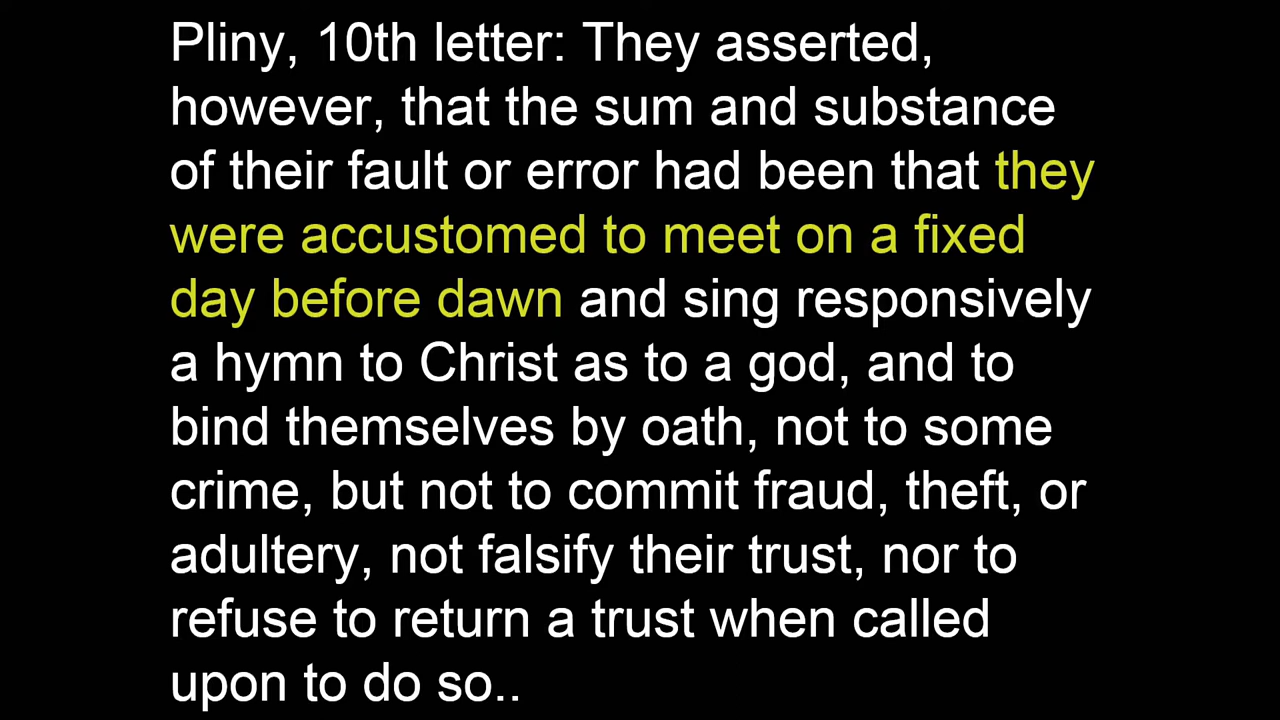 Pliny, 10th letter: They asserted,
however, that the sum and substance
of their fault or error had been that they
were accustomed to meet on a fixed
day before dawn and sing responsively
a hymn to Christ as to a god, and to
bind themselves by oath, not to some
crime, but not to commit fraud, theft, or
adultery, not falsify their trust, nor to
refuse to return a trust when called
upon to do so..